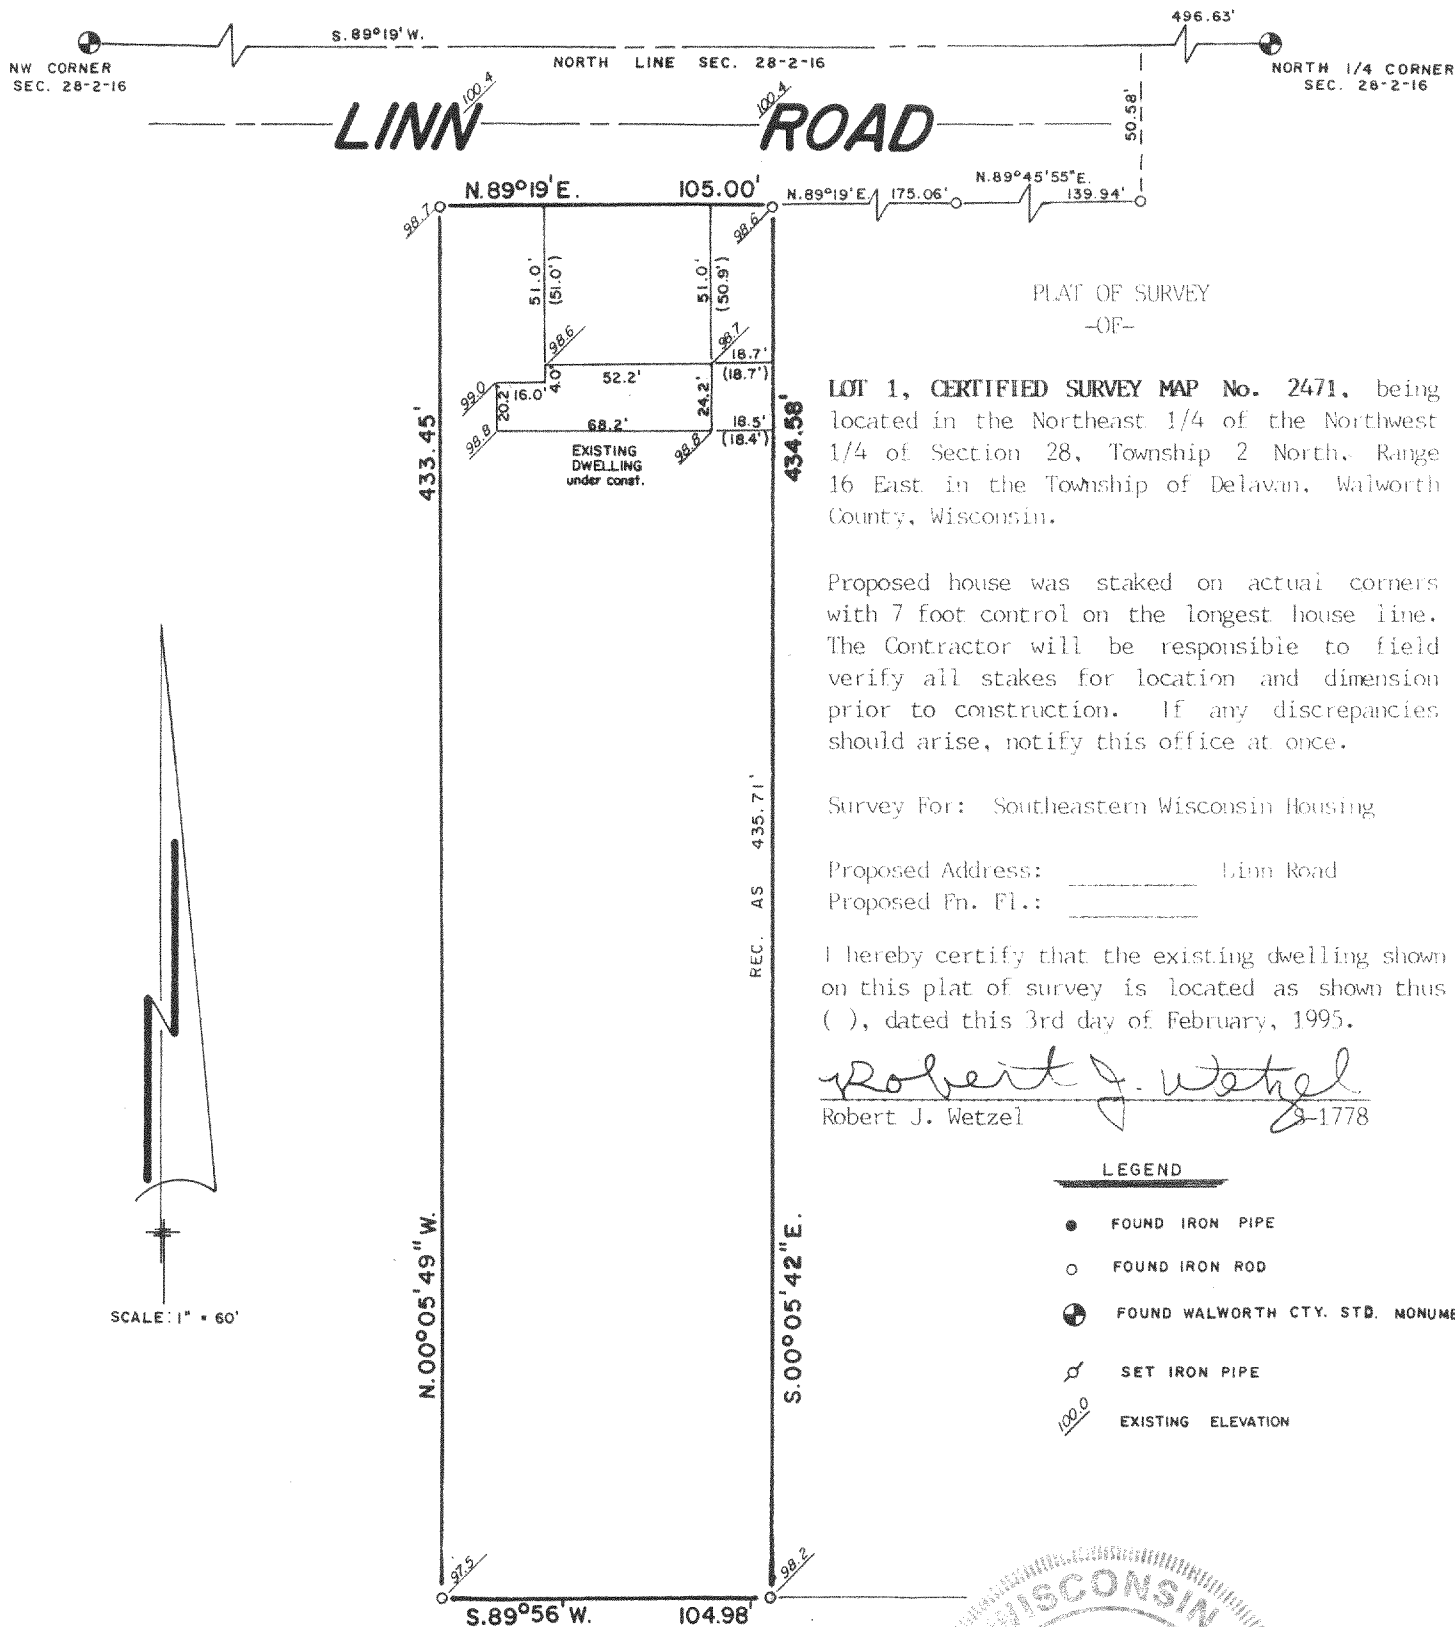 496.63'
S. 89°19' W.
NW CORNER
SEC. 28-2-16
NORTH LINE SEC. 28-2-16
NORTH 1/4 CORNER
SEC. 28-2-16
100.4
100.4
LINN ROAD
50.58'
N. 89°19' E. 105.00'
N. 89°19' E. 175.06'
N. 89°45'55" E.
139.94'
98.7
98.6
51.0'
(51.0')
51.0'
(50.9')
98.6
98.7
18.7'
(18.7')
52.2'
4.0'
99.0
16.0'
20.2'
24.2'
98.8
68.2'
98.8
18.5'
(18.4')
EXISTING
DWELLING
under const.
433.45'
434.58'
PLAT OF SURVEY
-OF-
LOT 1, CERTIFIED SURVEY MAP No. 2471, being
located in the Northeast 1/4 of the Northwest
1/4 of Section 28, Township 2 North, Range
16 East in the Township of Delavan, Walworth
County, Wisconsin.
Proposed house was staked on actual corners
with 7 foot control on the longest house line.
The Contractor will be responsible to field
verify all stakes for location and dimension
prior to construction. If any discrepancies
should arise, notify this office at once.
Survey For: Southeastern Wisconsin Housing
Proposed Address: ________ Linn Road
Proposed Fn. Fl.: ________
REC. AS 435.71'
I hereby certify that the existing dwelling shown
on this plat of survey is located as shown thus
( ), dated this 3rd day of February, 1995.
Robert J. Wetzel
Robert J. Wetzel S-1778
LEGEND
FOUND IRON PIPE
FOUND IRON ROD
FOUND WALWORTH CTY. STD. MONUME
SET IRON PIPE
100.0 EXISTING ELEVATION
SCALE: 1" = 60'
N. 00°05'49" W.
S. 00°05'42" E.
97.5
98.2
S. 89°56' W. 104.98'
WISCONSIN